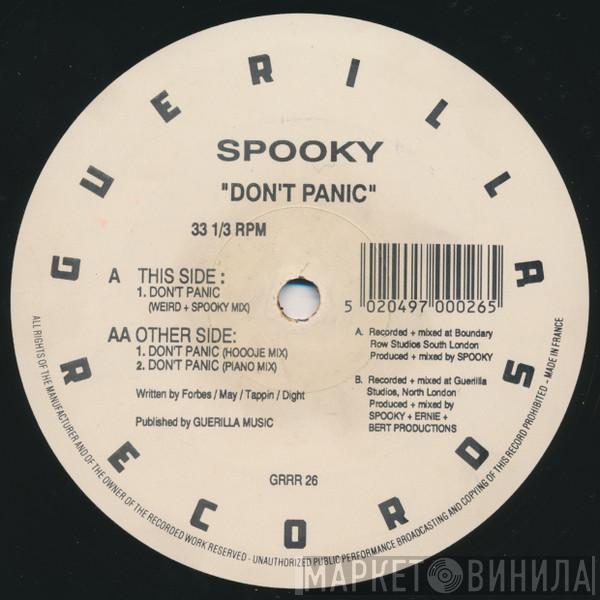 GUERILLA RECORDS
SPOOKY
"DON'T PANIC"
33 1/3 RPM
A THIS SIDE :
1. DON'T PANIC
(WEIRD + SPOOKY MIX)
AA OTHER SIDE:
1. DON'T PANIC (HOOOJE MIX)
2. DON'T PANIC (PIANO MIX)
Written by Forbes / May / Tappin / Dight
Published by GUERILLA MUSIC
5 020497 000265
A. Recorded + mixed at Boundary
Row Studios South London
Produced + mixed by SPOOKY
B. Recorded + mixed at Guerilla
Studios, North London
Produced + mixed by
SPOOKY + ERNIE +
BERT PRODUCTIONS
GRRR 26
ALL RIGHTS OF THE MANUFACTURER AND OF THE OWNER OF THE RECORDED WORK RESERVED - UNAUTHORIZED PUBLIC PERFORMANCE BROADCASTING AND COPYING OF THIS RECORD PROHIBITED - MADE IN FRANCE
МАРКЕТ ВИНИЛА